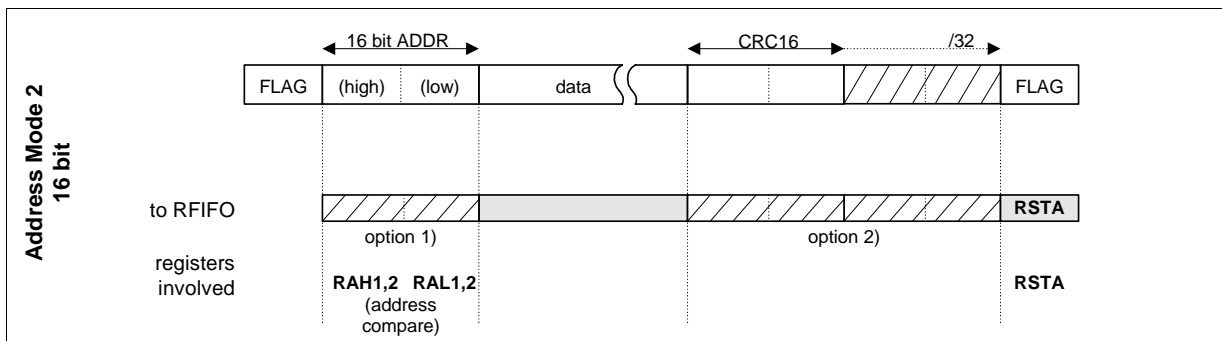 Address Mode 2
16 bit
16 bit ADDR CRC16 /32
FLAG (high) (low) data FLAG
to RFIFO RSTA
option 1) option 2)
registers
involved
RAH1,2 RAL1,2 RSTA
(address
compare)